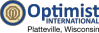 Optimist
INTERNATIONAL
Platteville, Wisconsin